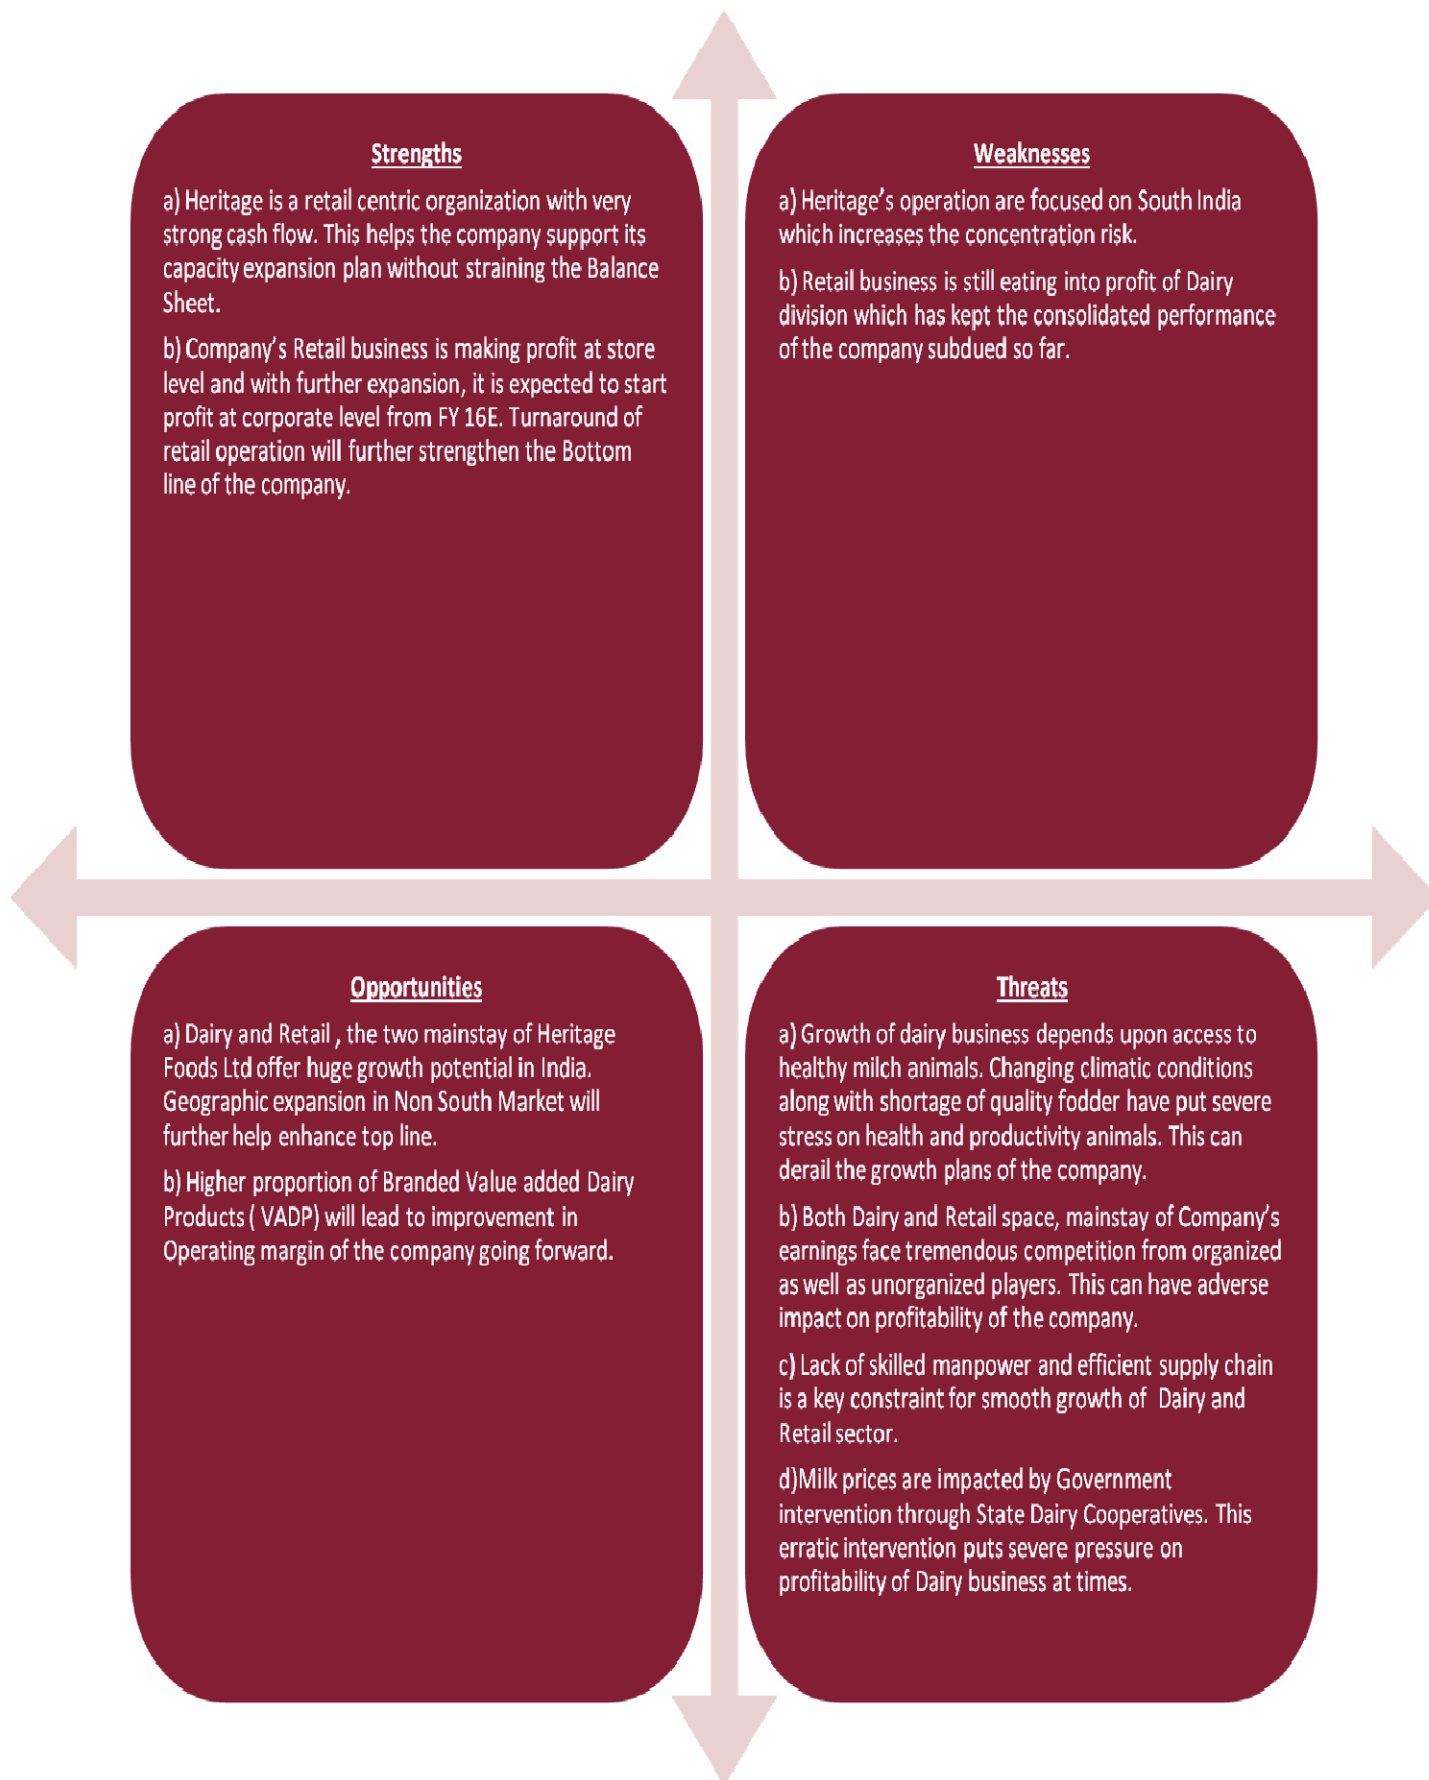 Strengths
a) Heritage is a retail centric organization with very
strong cash flow. This helps the company support its
capacity expansion plan without straining the Balance
Sheet.
b) Company's Retail business is making profit at store
level and with further expansion, it is expected to start
profit at corporate level from FY 16E. Turnaround of
retail operation will further strengthen the Bottom
line of the company.
Weaknesses
a) Heritage's operation are focused on South India
which increases the concentration risk.
b) Retail business is still eating into profit of Dairy
division which has kept the consolidated performance
of the company subdued so far.
Opportunities
a) Dairy and Retail , the two mainstay of Heritage
Foods Ltd offer huge growth potential in India.
Geographic expansion in Non South Market will
further help enhance top line.
b) Higher proportion of Branded Value added Dairy
Products ( VADP) will lead to improvement in
Operating margin of the company going forward.
Threats
a) Growth of dairy business depends upon access to
healthy milch animals. Changing climatic conditions
along with shortage of quality fodder have put severe
stress on health and productivity animals. This can
derail the growth plans of the company.
b) Both Dairy and Retail space, mainstay of Company's
earnings face tremendous competition from organized
as well as unorganized players. This can have adverse
impact on profitability of the company.
c) Lack of skilled manpower and efficient supply chain
is a key constraint for smooth growth of Dairy and
Retail sector.
d)Milk prices are impacted by Government
intervention through State Dairy Cooperatives. This
erratic intervention puts severe pressure on
profitability of Dairy business at times.